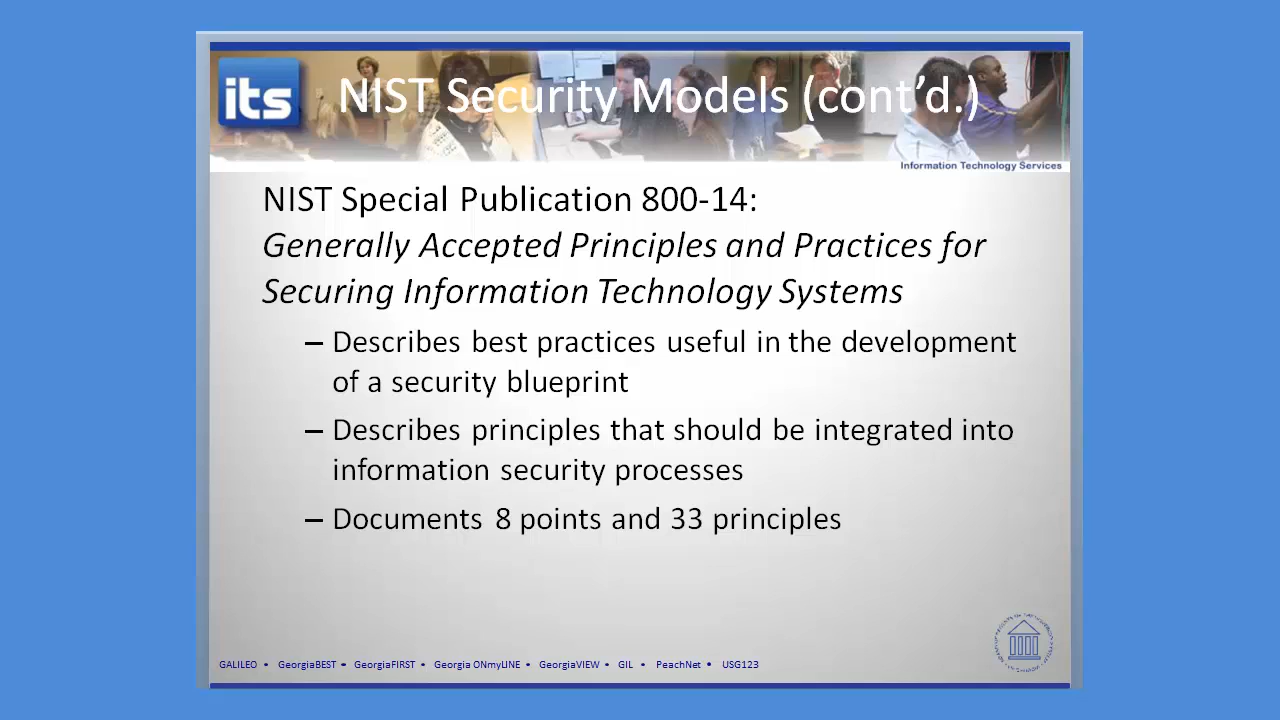 its
NIST Security Models (cont'd.)
Information Technology Services
NIST Special Publication 800-14:
Generally Accepted Principles and Practices for
Securing Information Technology Systems
– Describes best practices useful in the development
of a security blueprint
– Describes principles that should be integrated into
information security processes
– Documents 8 points and 33 principles
GALILEO • GeorgiaBEST • GeorgiaFIRST • Georgia ONmyLINE • GeorgiaVIEW • GIL • PeachNet • USG123